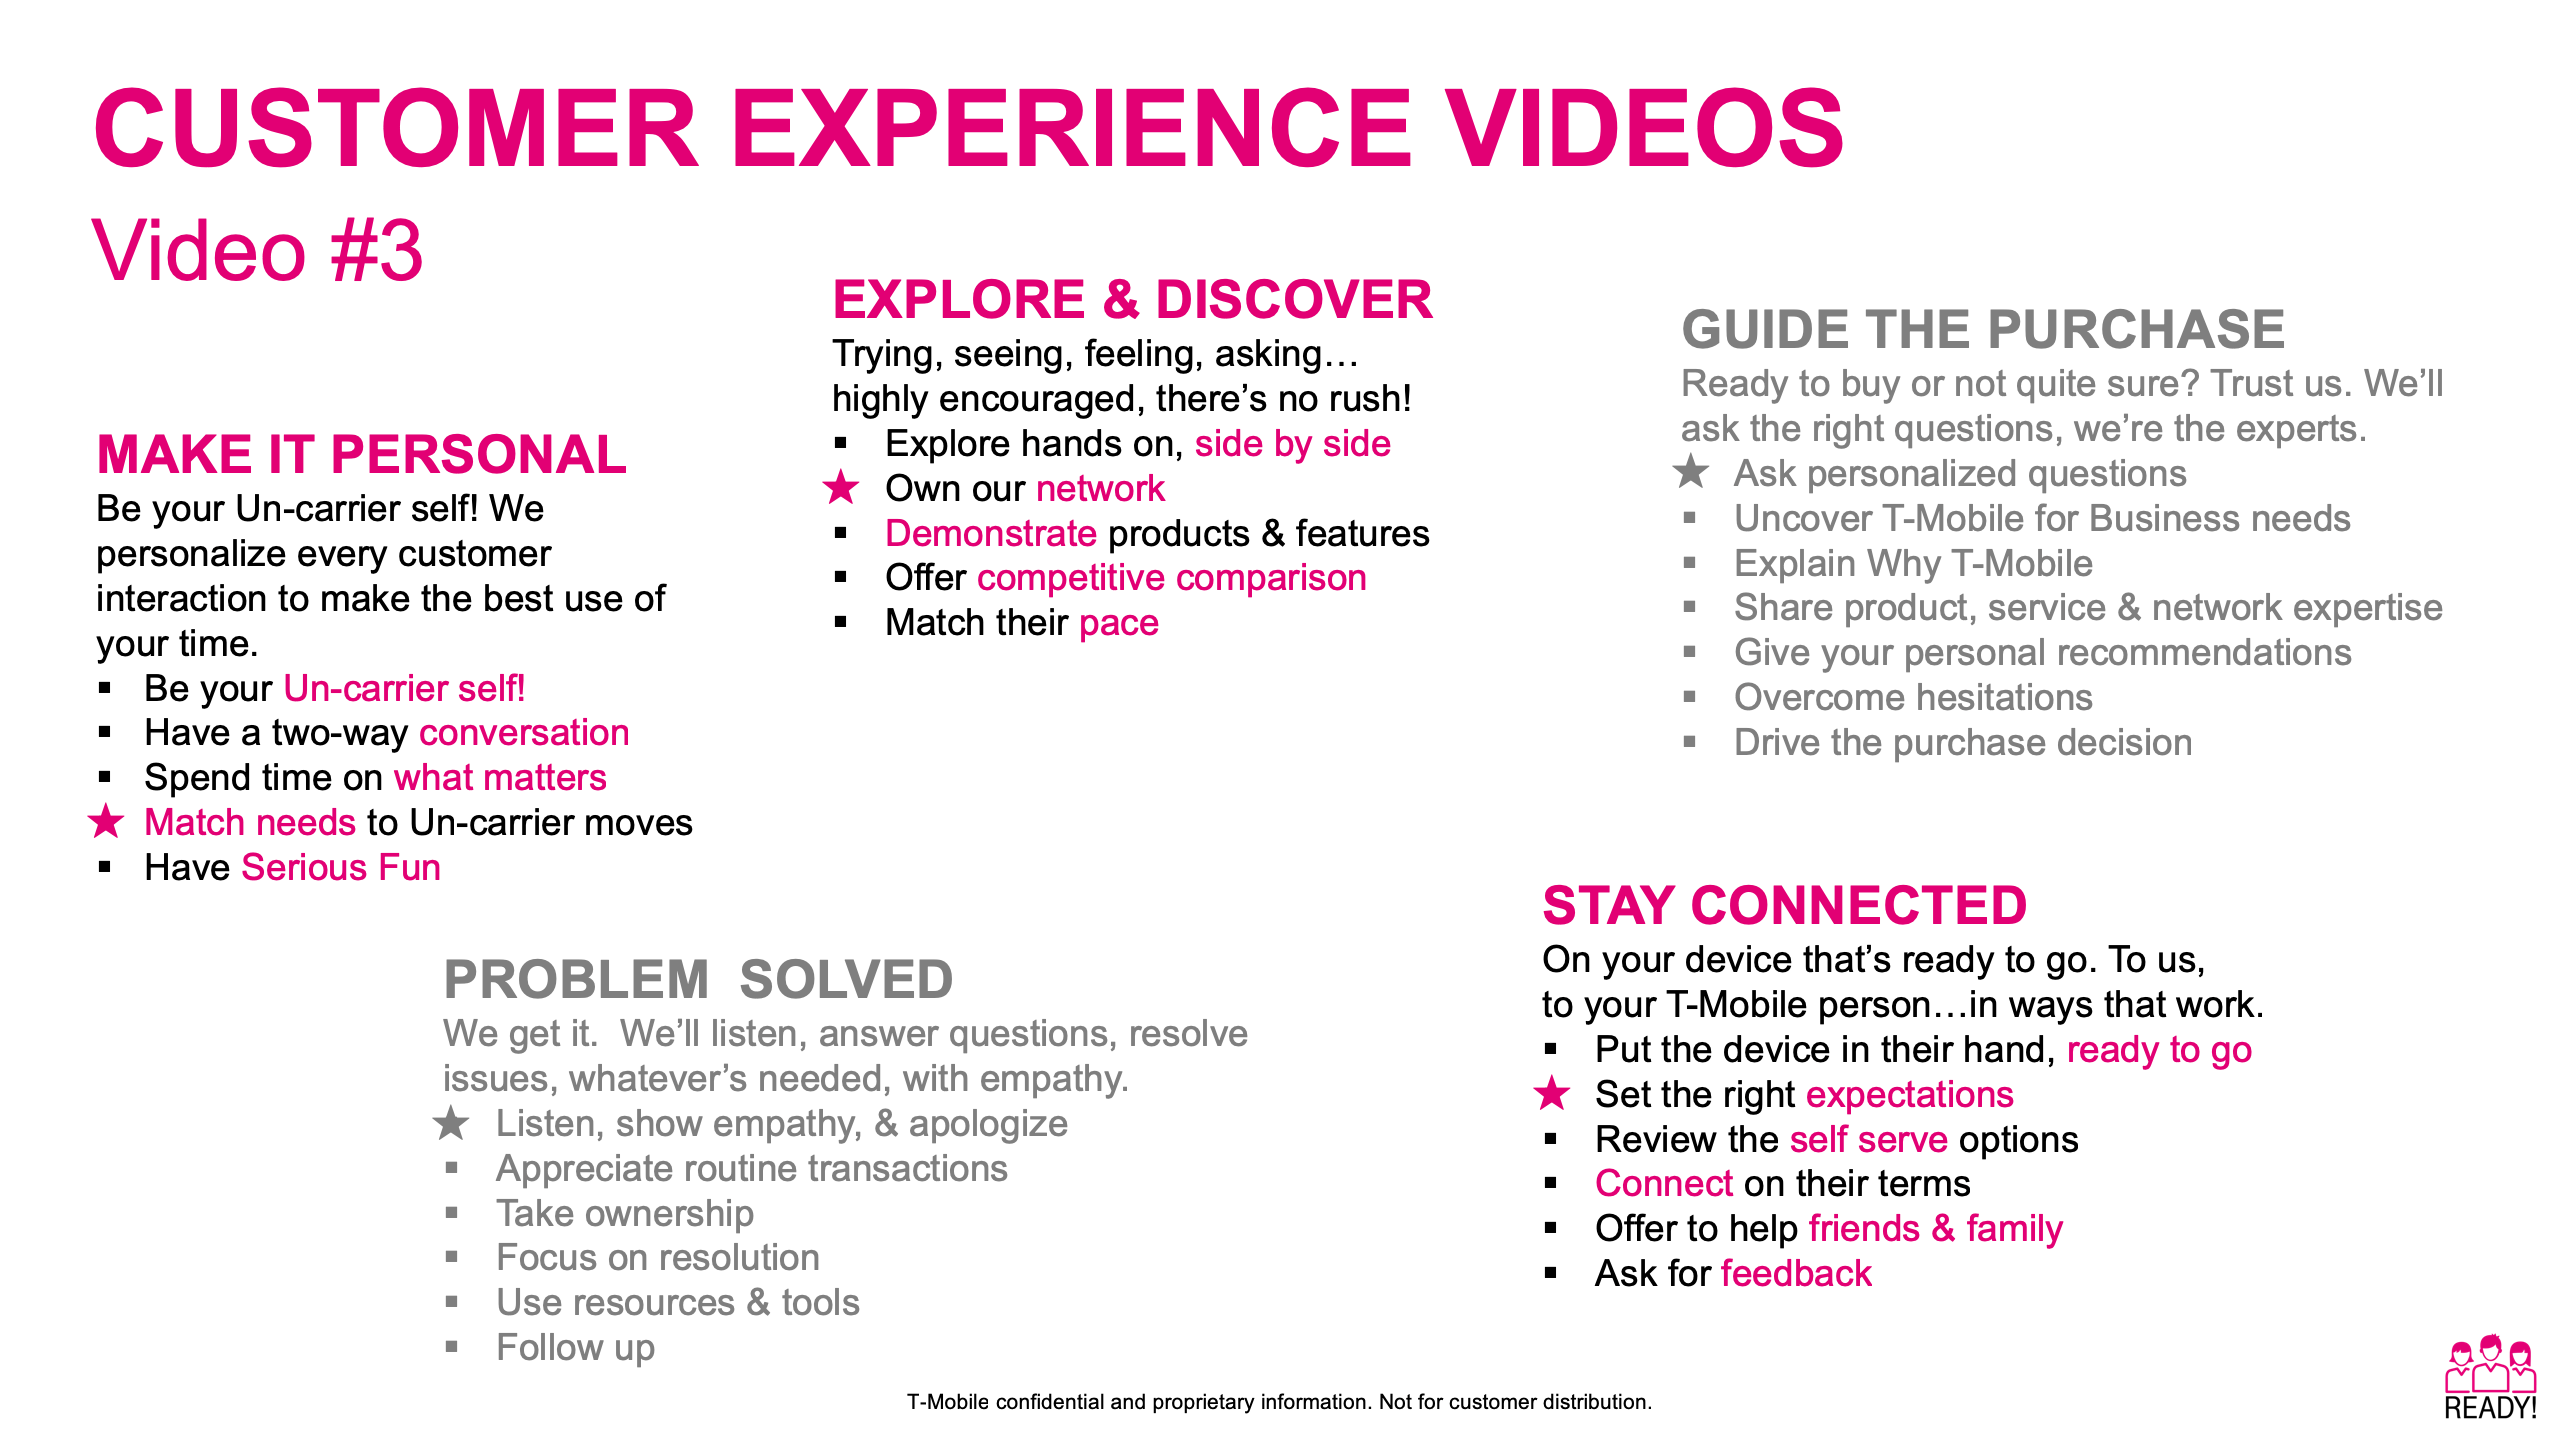 CUSTOMER EXPERIENCE VIDEOS
Video #3
MAKE IT PERSONAL
Be your Un-carrier self! We
personalize every customer
interaction to make the best use of
your time.
▪ Be your Un-carrier self!
▪ Have a two-way conversation
▪ Spend time on what matters
★ Match needs to Un-carrier moves
▪ Have Serious Fun
EXPLORE & DISCOVER
Trying, seeing, feeling, asking…
highly encouraged, there’s no rush!
▪ Explore hands on, side by side
★ Own our network
▪ Demonstrate products & features
▪ Offer competitive comparison
▪ Match their pace
GUIDE THE PURCHASE
Ready to buy or not quite sure? Trust us. We’ll
ask the right questions, we’re the experts.
★ Ask personalized questions
▪ Uncover T-Mobile for Business needs
▪ Explain Why T-Mobile
▪ Share product, service & network expertise
▪ Give your personal recommendations
▪ Overcome hesitations
▪ Drive the purchase decision
PROBLEM  SOLVED
We get it.  We’ll listen, answer questions, resolve
issues, whatever’s needed, with empathy.
★ Listen, show empathy, & apologize
▪ Appreciate routine transactions
▪ Take ownership
▪ Focus on resolution
▪ Use resources & tools
▪ Follow up
STAY CONNECTED
On your device that’s ready to go. To us,
to your T-Mobile person…in ways that work.
▪ Put the device in their hand, ready to go
★ Set the right expectations
▪ Review the self serve options
▪ Connect on their terms
▪ Offer to help friends & family
▪ Ask for feedback
T-Mobile confidential and proprietary information. Not for customer distribution.
READY!